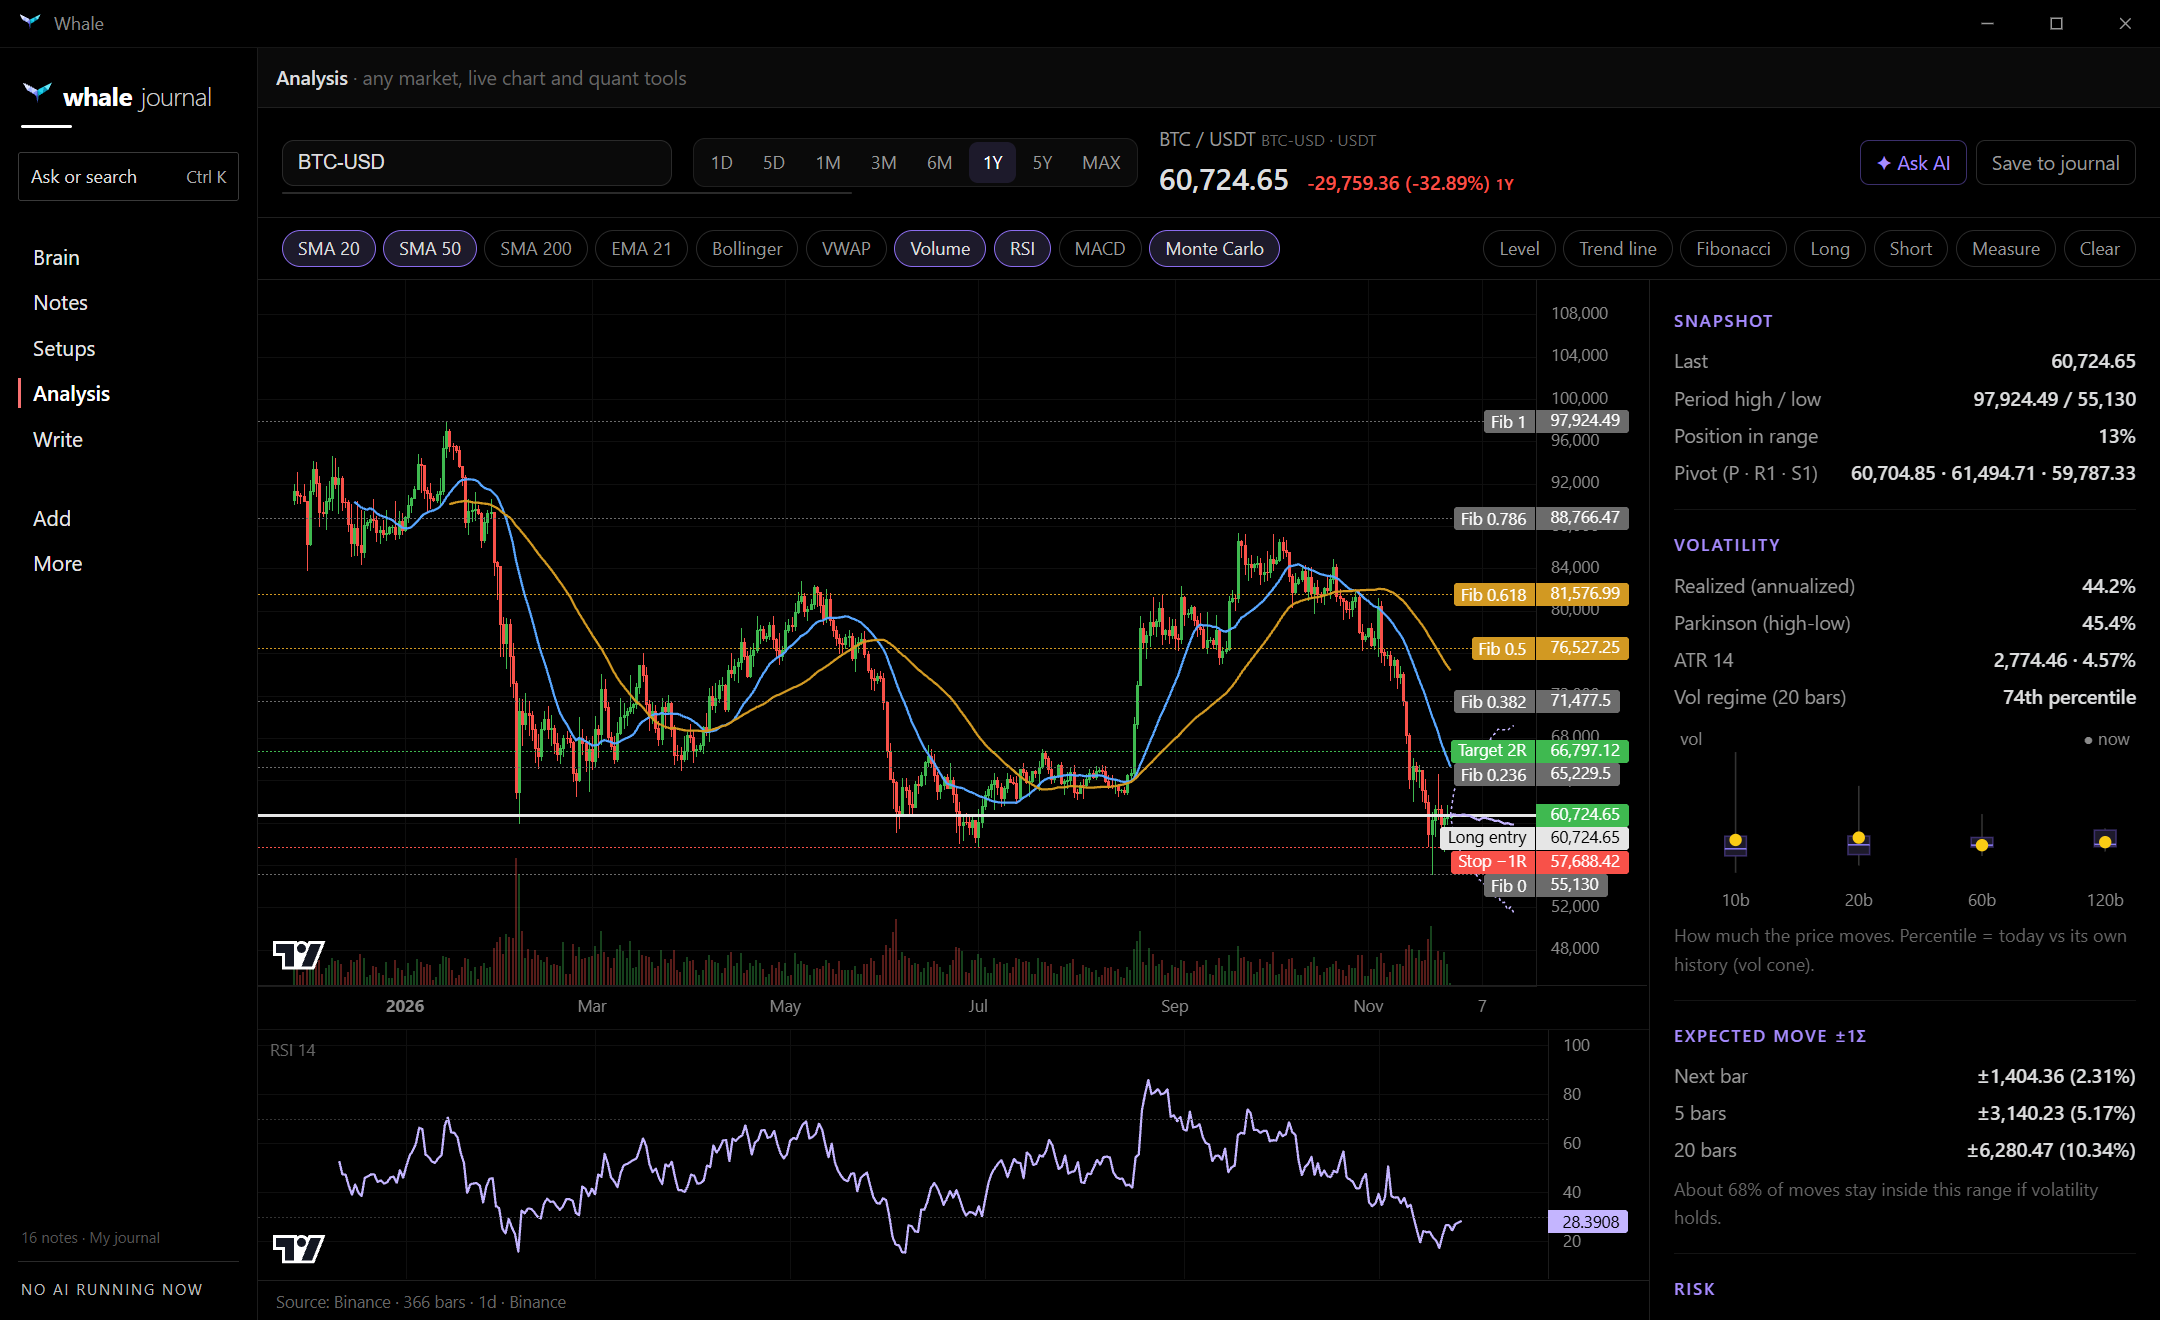 Whale
whale journal
Ask or search Ctrl K
Brain
Notes
Setups
Analysis
Write
Add
More
16 notes · My journal
NO AI RUNNING NOW
Analysis · any market, live chart and quant tools
BTC-USD
1D 5D 1M 3M 6M 1Y 5Y MAX
BTC / USDT BTC-USD · USDT
60,724.65 -29,759.36 (-32.89%) 1Y
✦ Ask AI
Save to journal
SMA 20 SMA 50 SMA 200 EMA 21 Bollinger VWAP Volume RSI MACD Monte Carlo
Level Trend line Fibonacci Long Short Measure Clear
108,000
104,000
100,000
Fib 1 97,924.49
96,000
92,000
Fib 0.786 88,766.47
84,000
Fib 0.618 81,576.99
80,000
Fib 0.5 76,527.25
Fib 0.382 71,477.5
68,000
Target 2R 66,797.12
Fib 0.236 65,229.5
60,724.65
Long entry 60,724.65
Stop −1R 57,688.42
Fib 0 55,130
52,000
48,000
2026 Mar May Jul Sep Nov 7
RSI 14
100
80
60
40
28.3908
20
Source: Binance · 366 bars · 1d · Binance
SNAPSHOT
Last 60,724.65
Period high / low 97,924.49 / 55,130
Position in range 13%
Pivot (P · R1 · S1) 60,704.85 · 61,494.71 · 59,787.33
VOLATILITY
Realized (annualized) 44.2%
Parkinson (high-low) 45.4%
ATR 14 2,774.46 · 4.57%
Vol regime (20 bars) 74th percentile
vol ● now
10b 20b 60b 120b
How much the price moves. Percentile = today vs its own
history (vol cone).
EXPECTED MOVE ±1Σ
Next bar ±1,404.36 (2.31%)
5 bars ±3,140.23 (5.17%)
20 bars ±6,280.47 (10.34%)
About 68% of moves stay inside this range if volatility
holds.
RISK